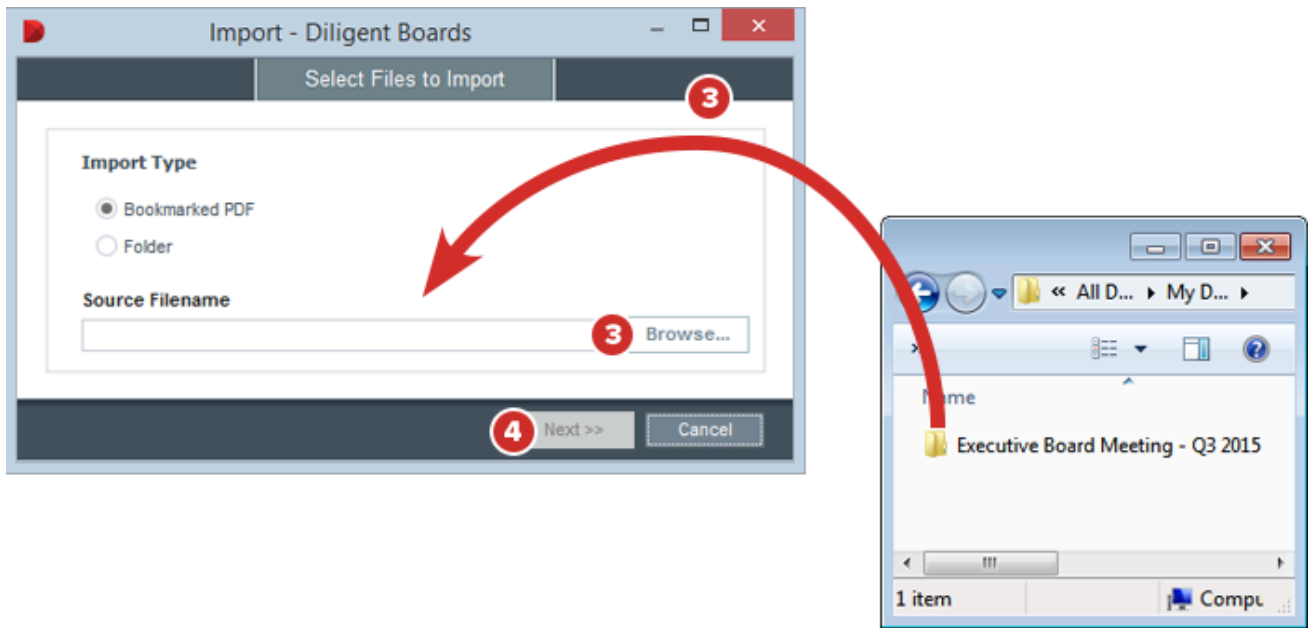 Import - Diligent Boards
Select Files to Import
3
Import Type
Bookmarked PDF
Folder
Source Filename
3 Browse...
4 Next >>
Cancel
« All D... My D...
Name
Executive Board Meeting - Q3 2015
1 item
Compu